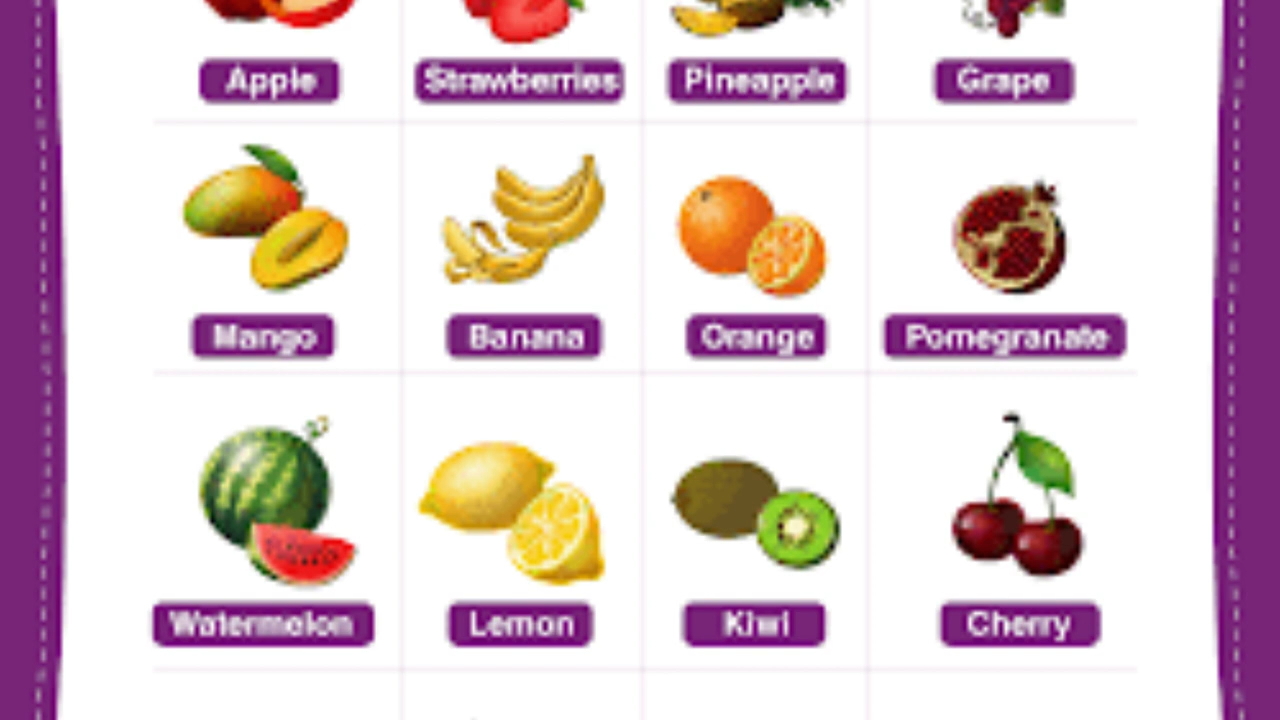 Apple
Strawberries
Pineapple
Grape
Mango
Banana
Orange
Pomegranate
Watermelon
Lemon
Kiwi
Cherry